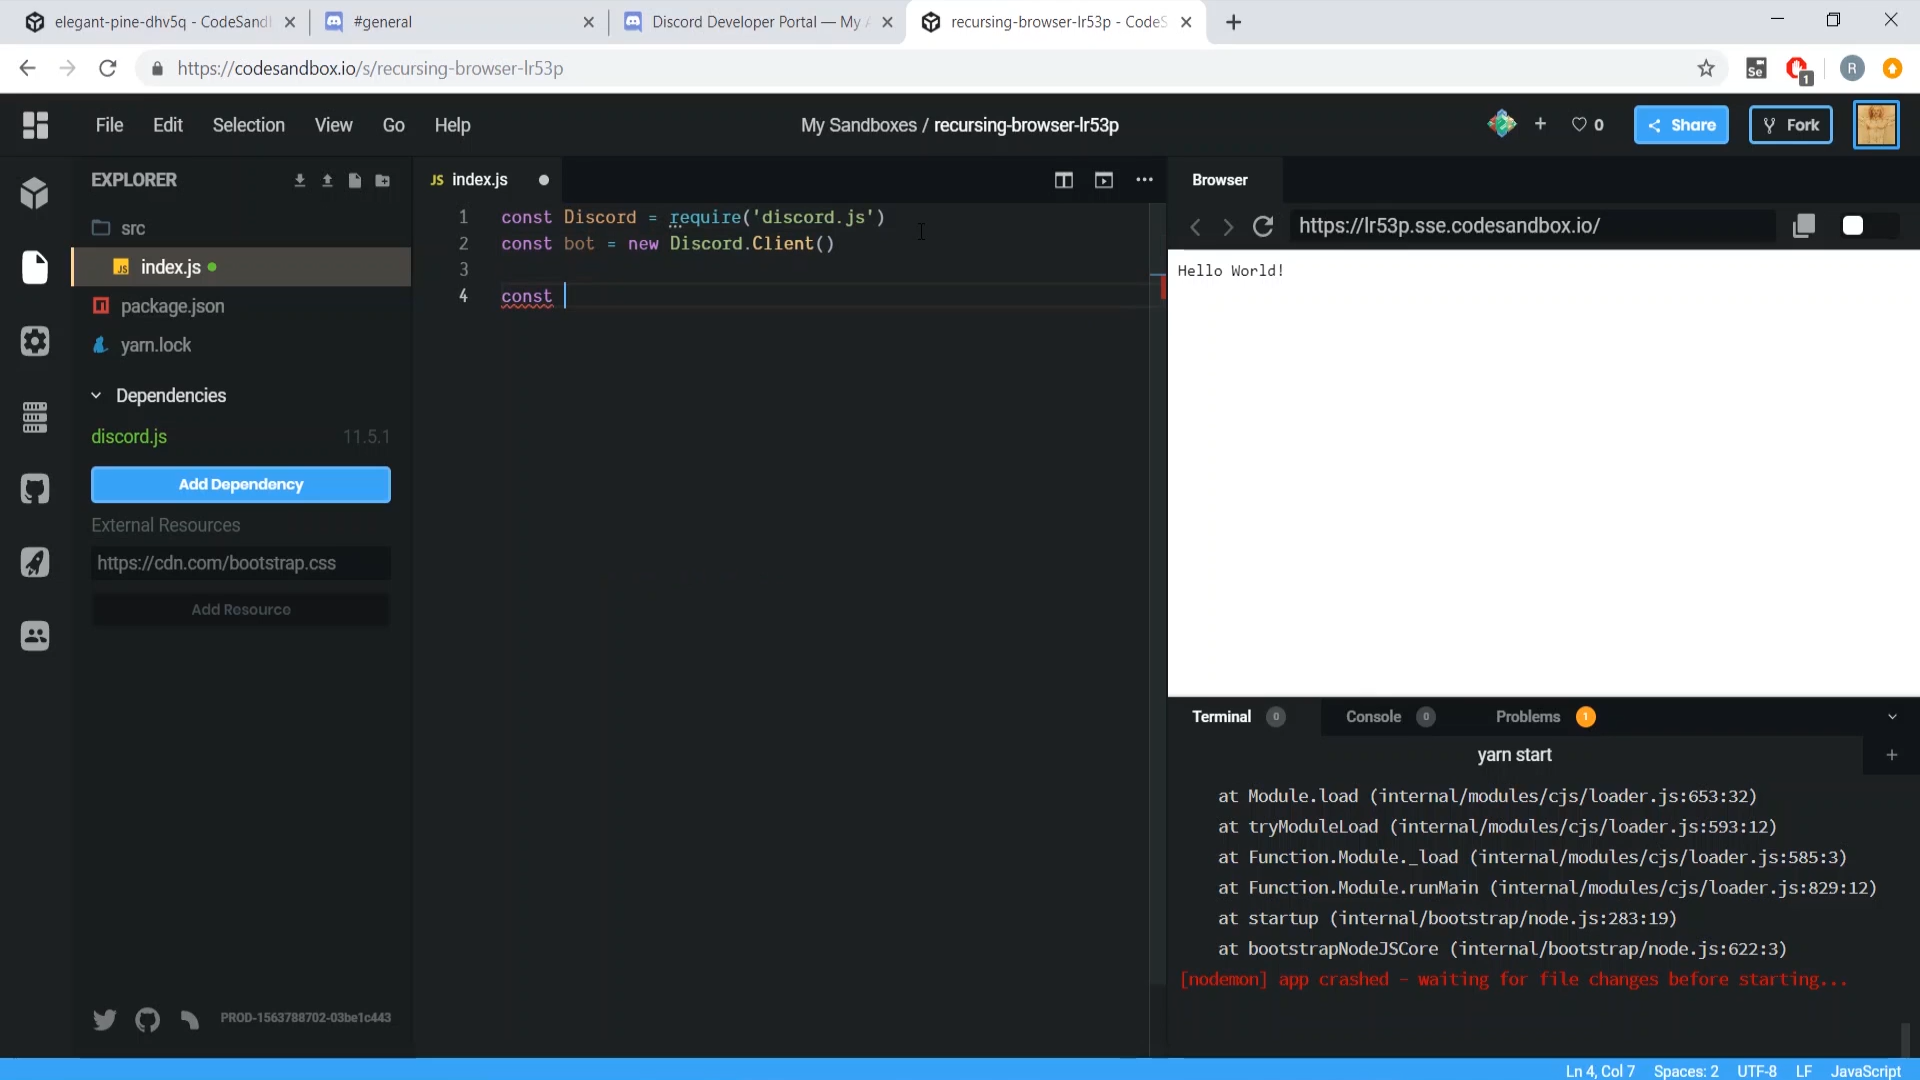 elegant-pine-dhv5q - CodeSand
#general
Discord Developer Portal — My A
recursing-browser-lr53p - CodeS
https://codesandbox.io/s/recursing-browser-lr53p
Se
1
R
File
Edit
Selection
View
Go
Help
My Sandboxes / recursing-browser-lr53p
0
Share
Fork
EXPLORER
src
JS index.js
package.json
yarn.lock
Dependencies
discord.js 11.5.1
Add Dependency
External Resources
https://cdn.com/bootstrap.css
Add Resource
PROD-1563788702-03be1c443
JS index.js
1 const Discord = require('discord.js')
2 const bot = new Discord.Client()
3
4 const
Browser
https://lr53p.sse.codesandbox.io/
Hello World!
Terminal 0
Console 0
Problems 1
yarn start
at Module.load (internal/modules/cjs/loader.js:653:32)
at tryModuleLoad (internal/modules/cjs/loader.js:593:12)
at Function.Module._load (internal/modules/cjs/loader.js:585:3)
at Function.Module.runMain (internal/modules/cjs/loader.js:829:12)
at startup (internal/bootstrap/node.js:283:19)
at bootstrapNodeJSCore (internal/bootstrap/node.js:622:3)
[nodemon] app crashed - waiting for file changes before starting...
Ln 4, Col 7
Spaces: 2
UTF-8
LF
JavaScript